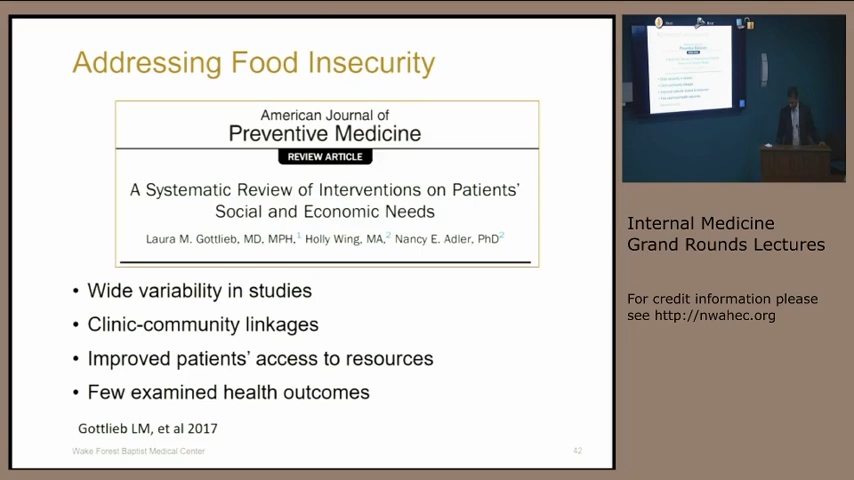 Addressing Food Insecurity
American Journal of
Preventive Medicine
REVIEW ARTICLE
A Systematic Review of Interventions on Patients'
Social and Economic Needs
Laura M. Gottlieb, MD, MPH,1 Holly Wing, MA,2 Nancy E. Adler, PhD2
• Wide variability in studies
• Clinic-community linkages
• Improved patients' access to resources
• Few examined health outcomes
Gottlieb LM, et al 2017
Wake Forest Baptist Medical Center
42
Internal Medicine
Grand Rounds Lectures
For credit information please
see http://nwahec.org